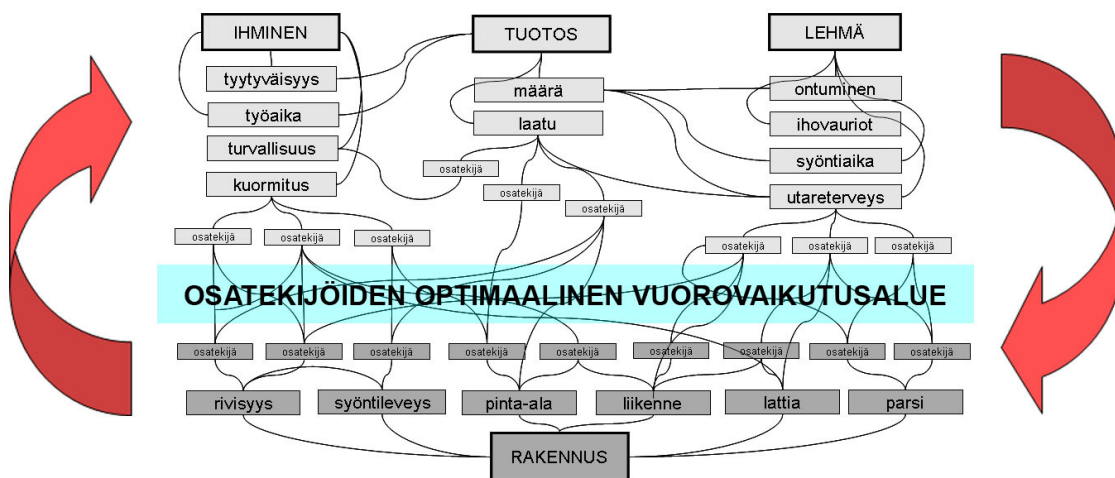 IHMINEN
TUOTOS
LEHMÄ
tyytyväisyys
määrä
ontuminen
työaika
laatu
ihovauriot
turvallisuus
osatekijä
syöntiaika
kuormitus
osatekijä
utareterveys
osatekijä
osatekijä
osatekijä
osatekijä
osatekijä
osatekijä
osatekijä
OSATEKIJÖIDEN OPTIMAALINEN VUOROVAIKUTUSALUE
osatekijä
osatekijä
osatekijä
osatekijä
osatekijä
osatekijä
osatekijä
osatekijä
osatekijä
rivisyys
syöntileveys
pinta-ala
liikenne
lattia
parsi
RAKENNUS